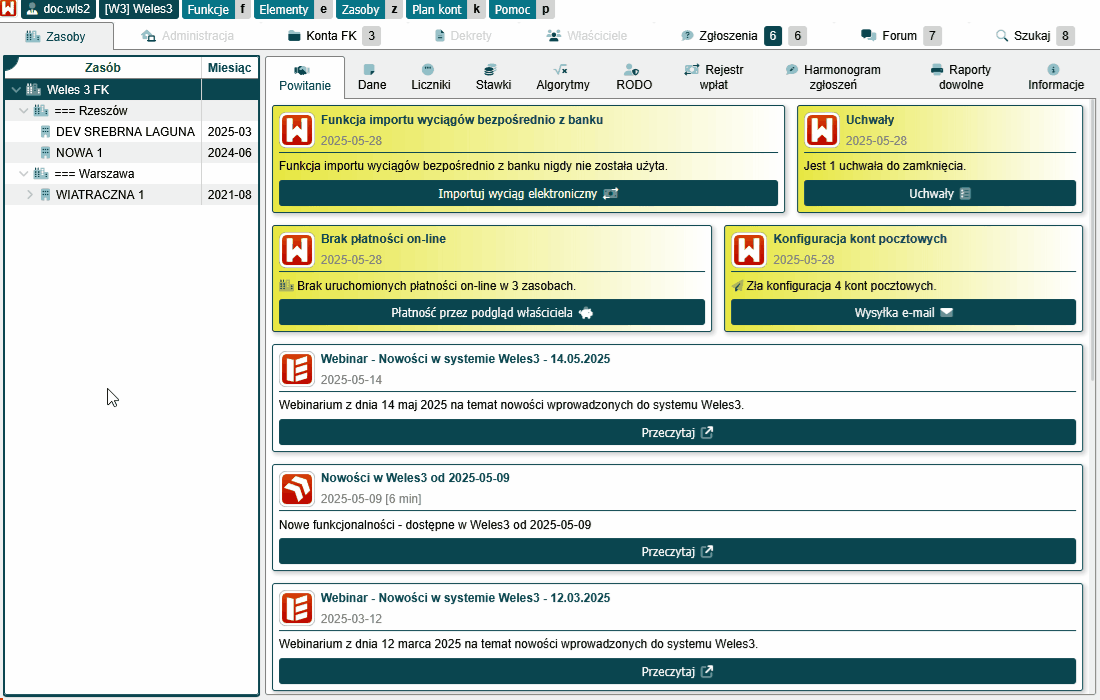 doc.wls2 [W3] Weles3 Funkcje f Elementy e Zasoby z Plan kont k Pomoc p
Zasoby Administracja Konta FK 3 Dekrety Właściciele Zgłoszenia 6 6 Forum 7 Szukaj 8
Zasób Miesiąc
Weles 3 FK
=== Rzeszów
DEV SREBRNA LAGUNA 2025-03
NOWA 1 2024-06
=== Warszawa
WIATRACZNA 1 2021-08
Powitanie Dane Liczniki Stawki Algorytmy RODO Rejestr wpłat Harmonogram zgłoszeń Raporty dowolne Informacje
Funkcja importu wyciągów bezpośrednio z banku
2025-05-28
Funkcja importu wyciągów bezpośrednio z banku nigdy nie została użyta.
Importuj wyciąg elektroniczny
Uchwały
2025-05-28
Jest 1 uchwała do zamknięcia.
Uchwały
Brak płatności on-line
2025-05-28
Brak uruchomionych płatności on-line w 3 zasobach.
Płatność przez podgląd właściciela
Konfiguracja kont pocztowych
2025-05-28
Zła konfiguracja 4 kont pocztowych.
Wysyłka e-mail
Webinar - Nowości w systemie Weles3 - 14.05.2025
2025-05-14
Webinarium z dnia 14 maj 2025 na temat nowości wprowadzonych do systemu Weles3.
Przeczytaj
Nowości w Weles3 od 2025-05-09
2025-05-09 [6 min]
Nowe funkcjonalności - dostępne w Weles3 od 2025-05-09
Przeczytaj
Webinar - Nowości w systemie Weles3 - 12.03.2025
2025-03-12
Webinarium z dnia 12 marca 2025 na temat nowości wprowadzonych do systemu Weles3.
Przeczytaj